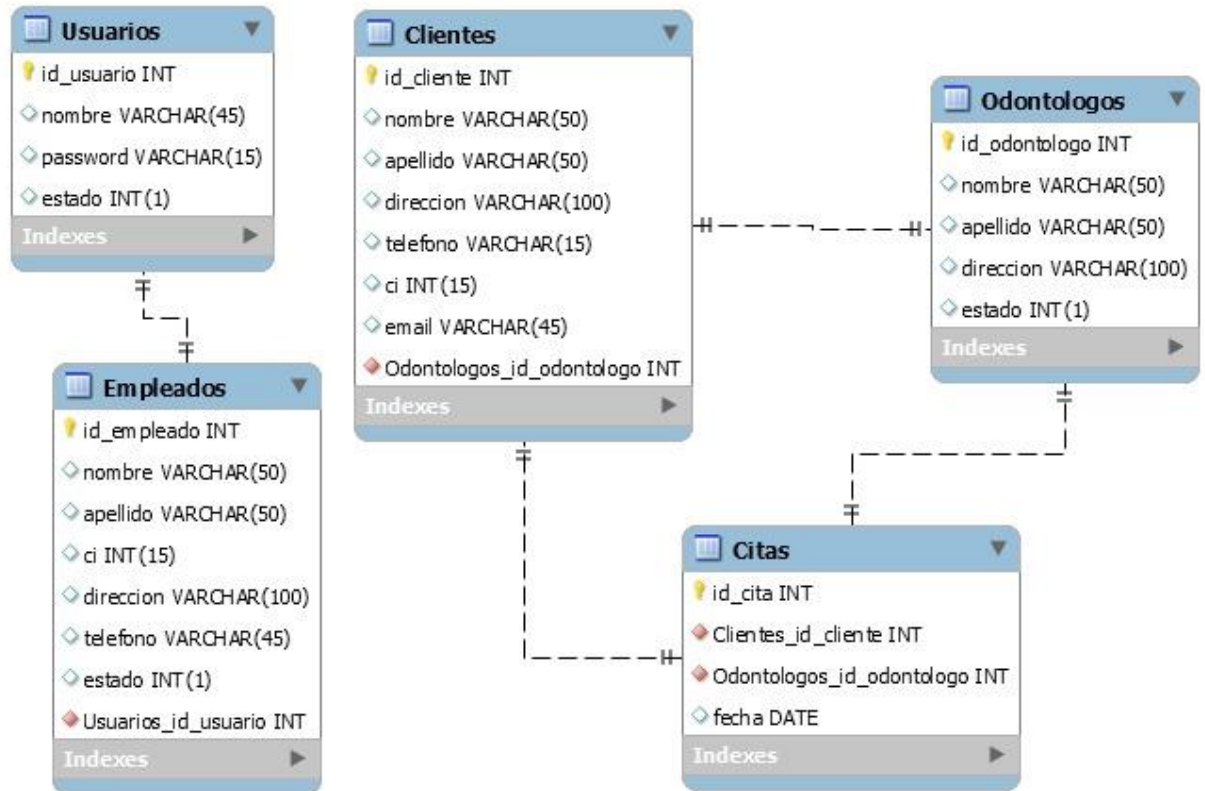 Usuarios
id_usuario INT
nombre VARCHAR(45)
password VARCHAR(15)
estado INT(1)
Indexes
Clientes
id_cliente INT
nombre VARCHAR(50)
apellido VARCHAR(50)
direccion VARCHAR(100)
telefono VARCHAR(15)
ci INT(15)
email VARCHAR(45)
Odontologos_id_odontologo INT
Indexes
Odontologos
id_odontologo INT
nombre VARCHAR(50)
apellido VARCHAR(50)
direccion VARCHAR(100)
estado INT(1)
Indexes
Empleados
id_empleado INT
nombre VARCHAR(50)
apellido VARCHAR(50)
ci INT(15)
direccion VARCHAR(100)
telefono VARCHAR(45)
estado INT(1)
Usuarios_id_usuario INT
Indexes
Citas
id_cita INT
Clientes_id_cliente INT
Odontologos_id_odontologo INT
fecha DATE
Indexes